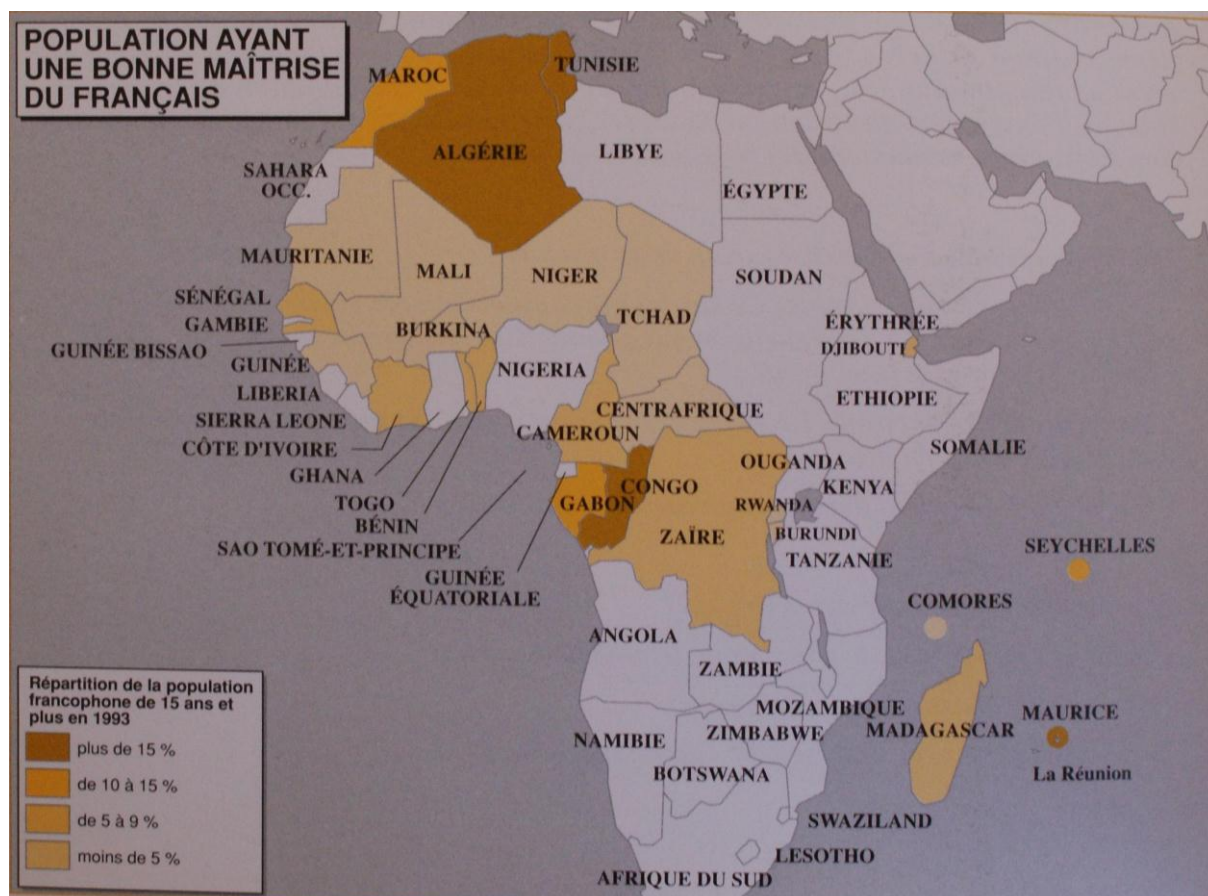 POPULATION AYANT
UNE BONNE MAÎTRISE
DU FRANÇAIS
MAROC
TUNISIE
ALGÉRIE
LIBYE
ÉGYPTE
SAHARA
OCC.
MAURITANIE
MALI
NIGER
TCHAD
SOUDAN
SÉNÉGAL
GAMBIE
BURKINA
ÉRYTHRÉE
DJIBOUTI
GUINÉE BISSAO
GUINÉE
NIGERIA
LIBERIA
ETHIOPIE
SIERRA LEONE
CENTRAFRIQUE
CAMEROUN
SOMALIE
CÔTE D'IVOIRE
GHANA
OUGANDA
KENYA
TOGO
GABON
CONGO
RWANDA
BÉNIN
ZAÏRE
BURUNDI
SAO TOMÉ-ET-PRINCIPE
TANZANIE
SEYCHELLES
GUINÉE
ÉQUATORIALE
COMORES
ANGOLA
ZAMBIE
MOZAMBIQUE
MADAGASCAR
MAURICE
NAMIBIE
ZIMBABWE
BOTSWANA
La Réunion
SWAZILAND
LESOTHO
AFRIQUE DU SUD
Répartition de la population
francophone de 15 ans et
plus en 1993
plus de 15 %
de 10 à 15 %
de 5 à 9 %
moins de 5 %